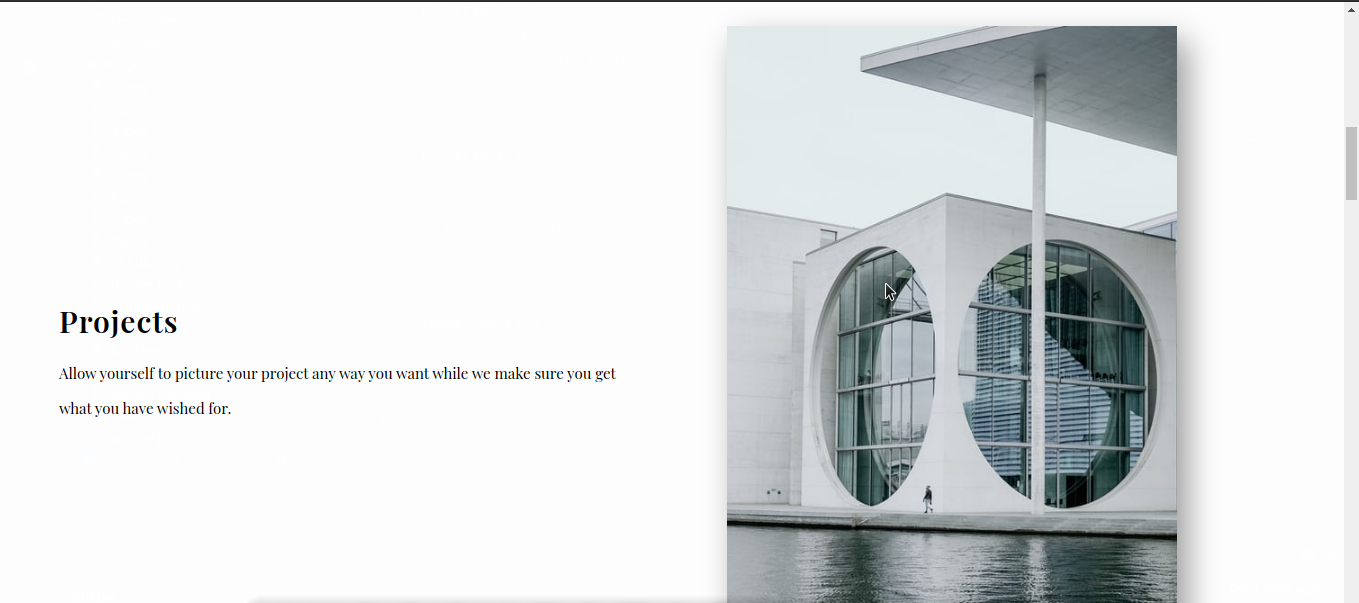 Projects
Allow yourself to picture your project any way you want while we make sure you get
what you have wished for.